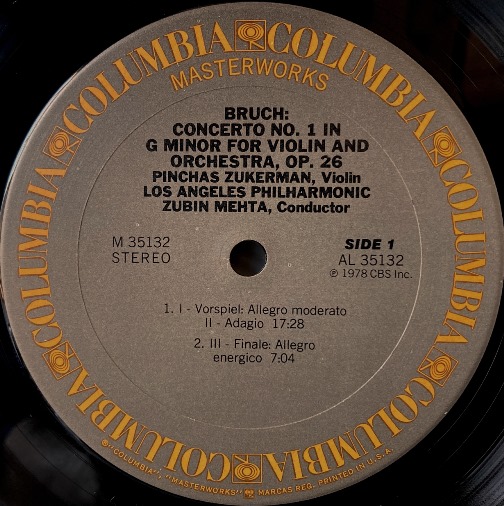 COLUMBIA COLUMBIA COLUMBIA COLUMBIA COLUMBIA COLUMBIA COLUMBIA COLUMBIA
MASTERWORKS
BRUCH:
CONCERTO NO. 1 IN
G MINOR FOR VIOLIN AND
ORCHESTRA, OP. 26
PINCHAS ZUKERMAN, Violin
LOS ANGELES PHILHARMONIC
ZUBIN MEHTA, Conductor
M 35132
STEREO
SIDE 1
AL 35132
℗ 1978 CBS Inc.
1. I - Vorspiel: Allegro moderato
II - Adagio 17:28
2. III - Finale: Allegro
energico 7:04
®: "COLUMBIA", "MASTERWORKS" MARCAS REG. PRINTED IN U.S.A.